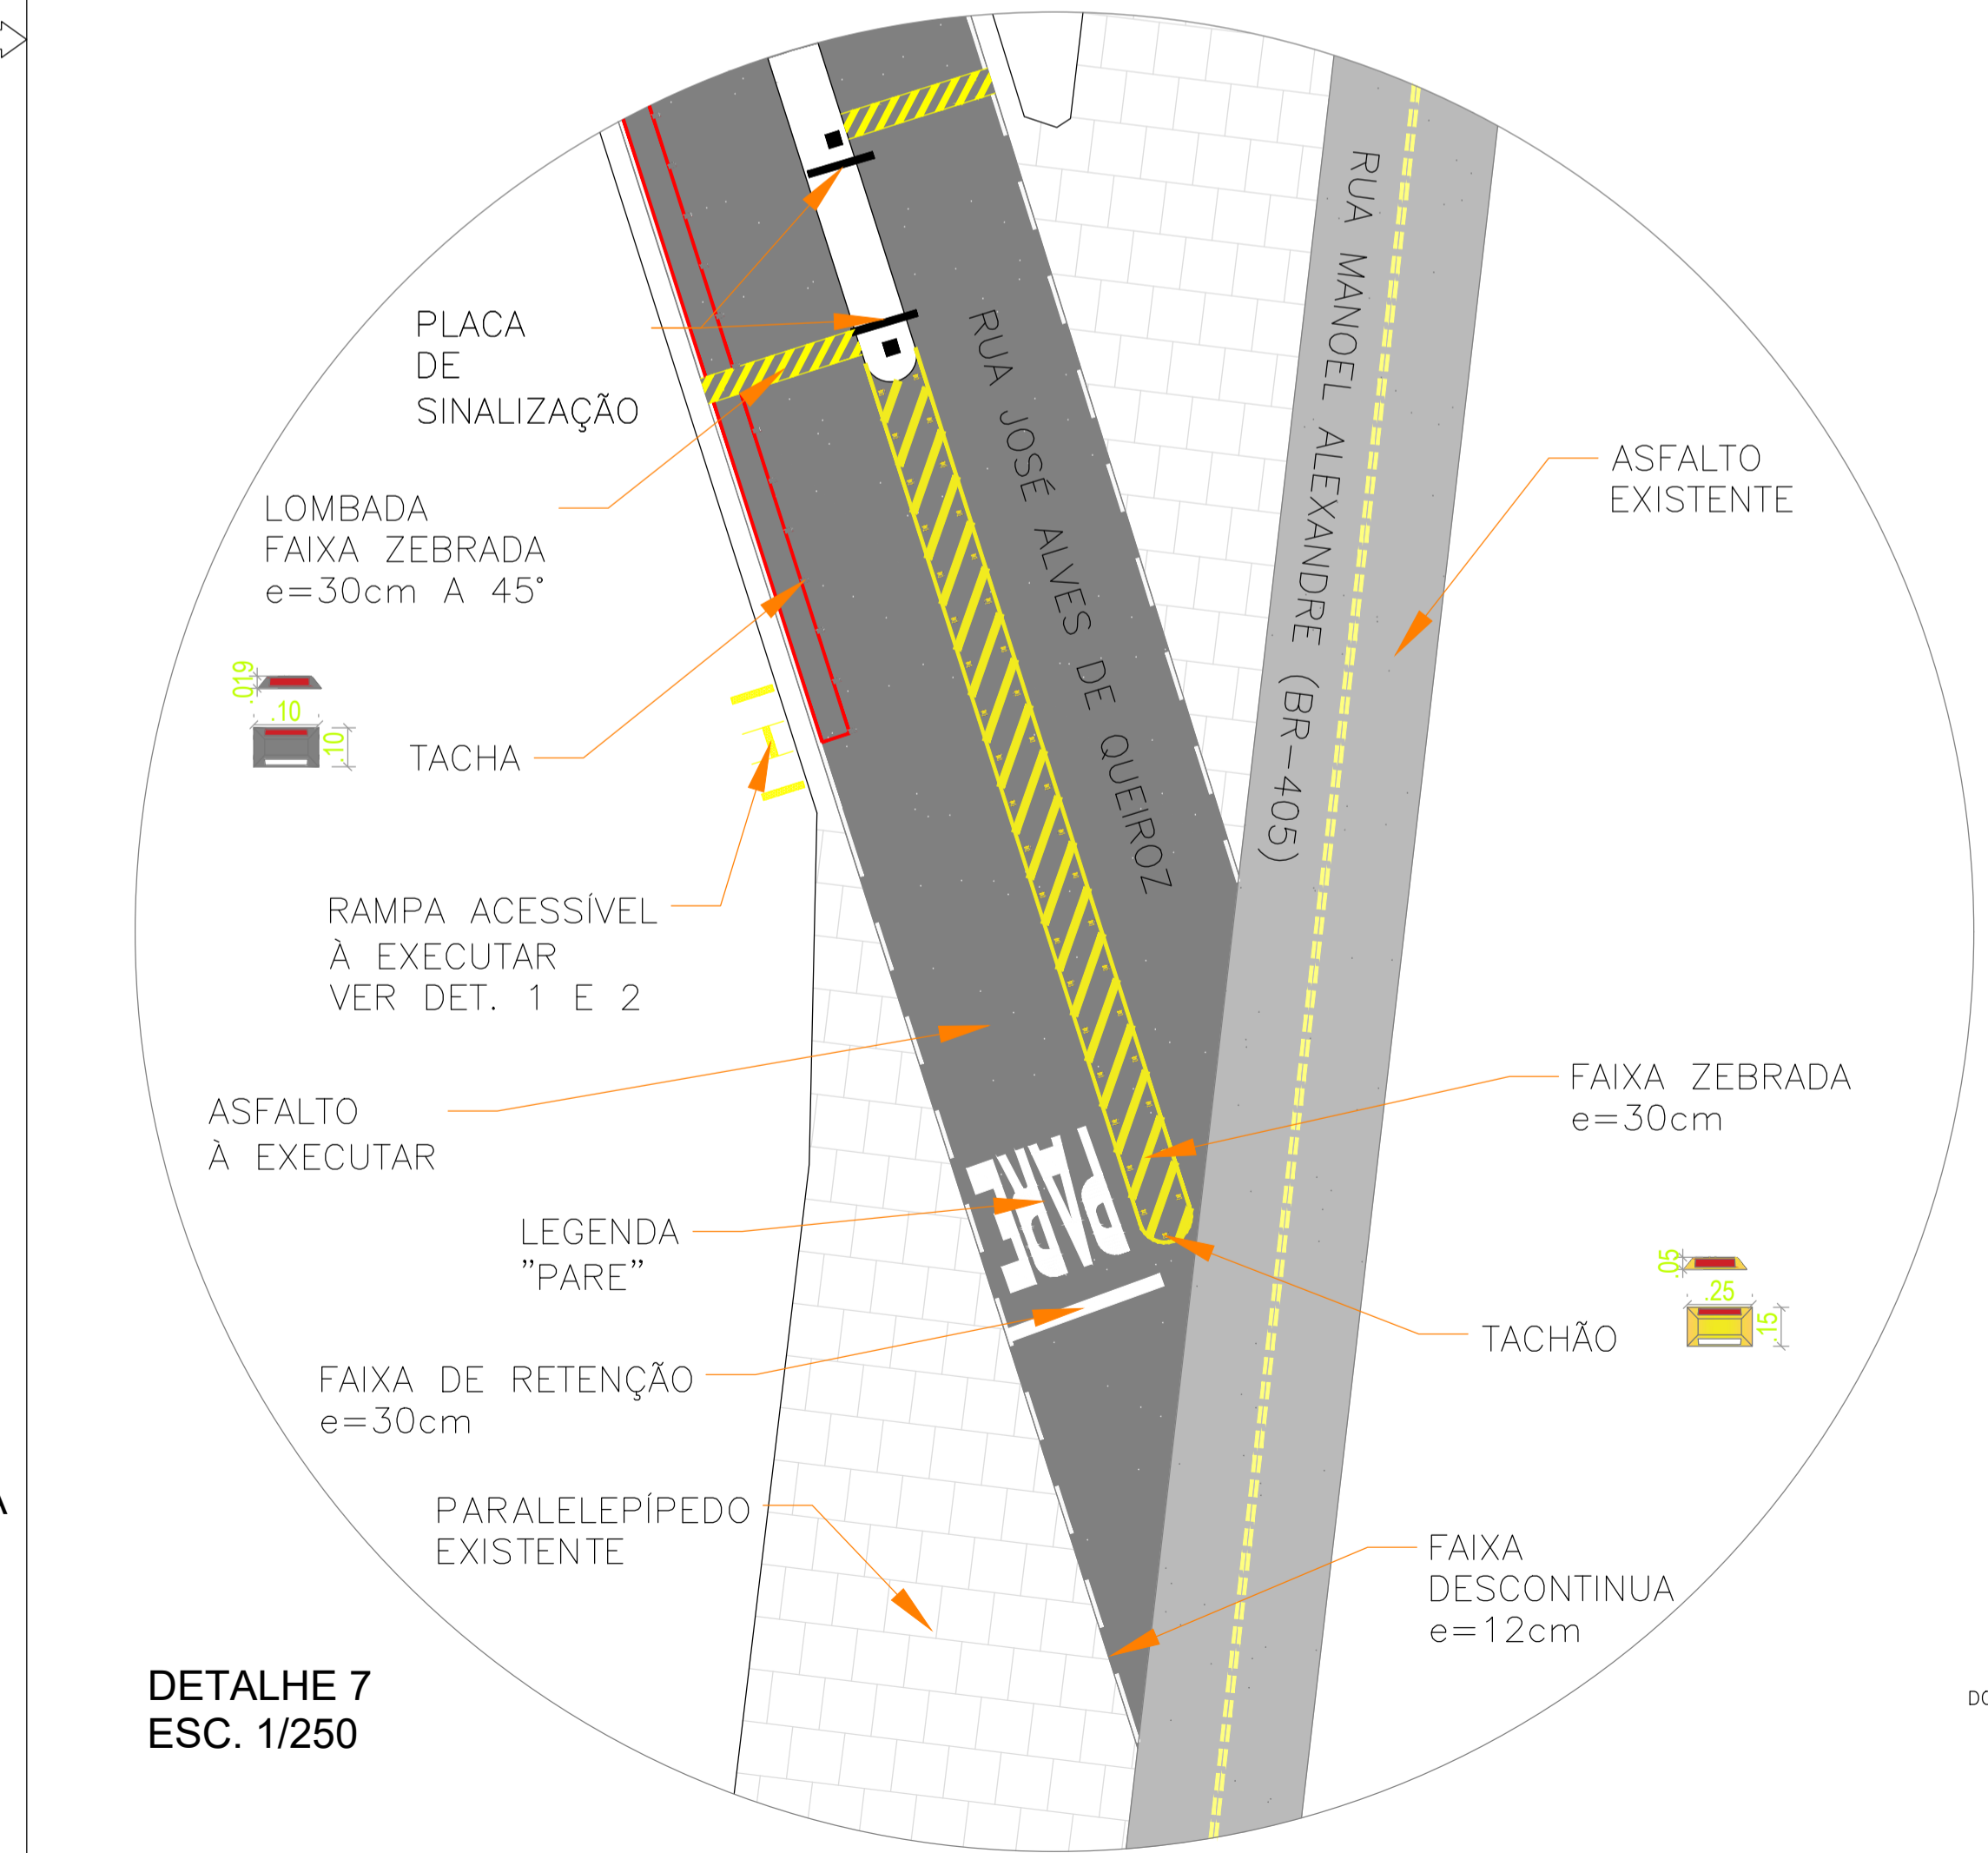 PLACA
DE
SINALIZAÇÃO
LOMBADA
FAIXA ZEBRADA
e=30cm A 45°
.019
.10
.10
TACHA
RAMPA ACESSÍVEL
À EXECUTAR
VER DET. 1 E 2
ASFALTO
À EXECUTAR
LEGENDA
”PARE”
FAIXA DE RETENÇÃO
e=30cm
PARALELEPÍPEDO
EXISTENTE
RUA JOSÉ ALVES DE QUEIROZ
RUA MANOEL ALEXANDRE (BR-405)
PARE
ASFALTO
EXISTENTE
FAIXA ZEBRADA
e=30cm
.05
.25
.15
TACHÃO
FAIXA
DESCONTINUA
e=12cm
DETALHE 7
ESC. 1/250